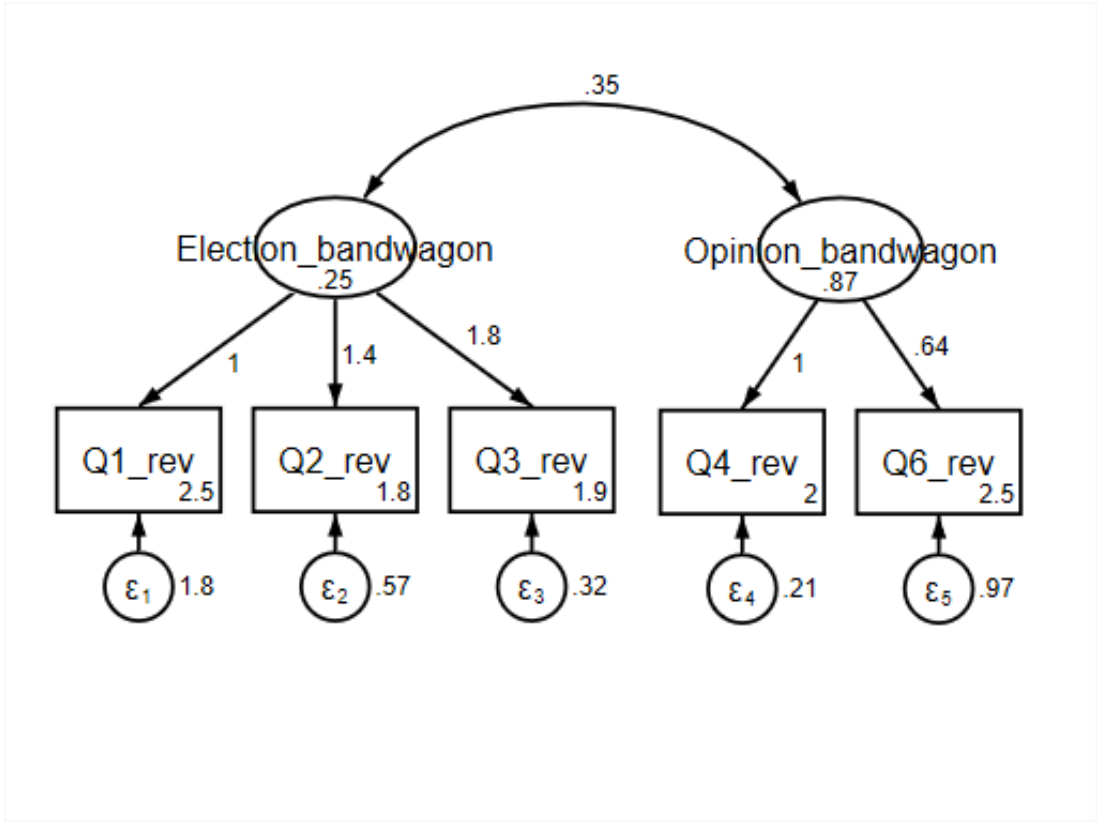 .35
Election_bandwagon
.25
Opinion_bandwagon
.87
1
1.4
1.8
1
.64
Q1_rev
2.5
Q2_rev
1.8
Q3_rev
1.9
Q4_rev
2
Q6_rev
2.5
ε₁ 1.8
ε₂ .57
ε₃ .32
ε₄ .21
ε₅ .97